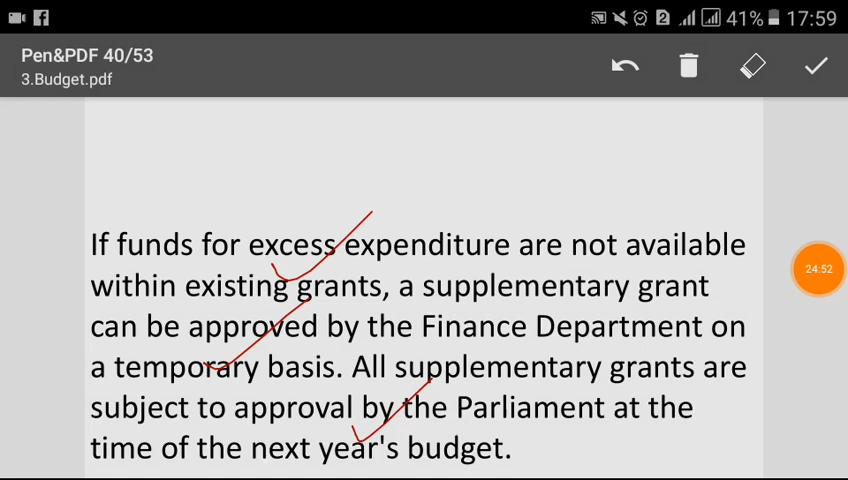 41% 17:59
Pen&PDF 40/53
3.Budget.pdf
If funds for excess expenditure are not available
within existing grants, a supplementary grant
can be approved by the Finance Department on
a temporary basis. All supplementary grants are
subject to approval by the Parliament at the
time of the next year's budget.
24:52